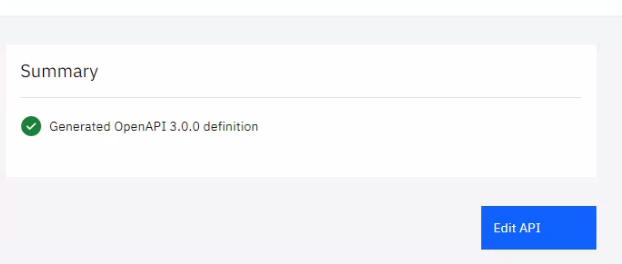 Summary
Generated OpenAPI 3.0.0 definition
Edit API